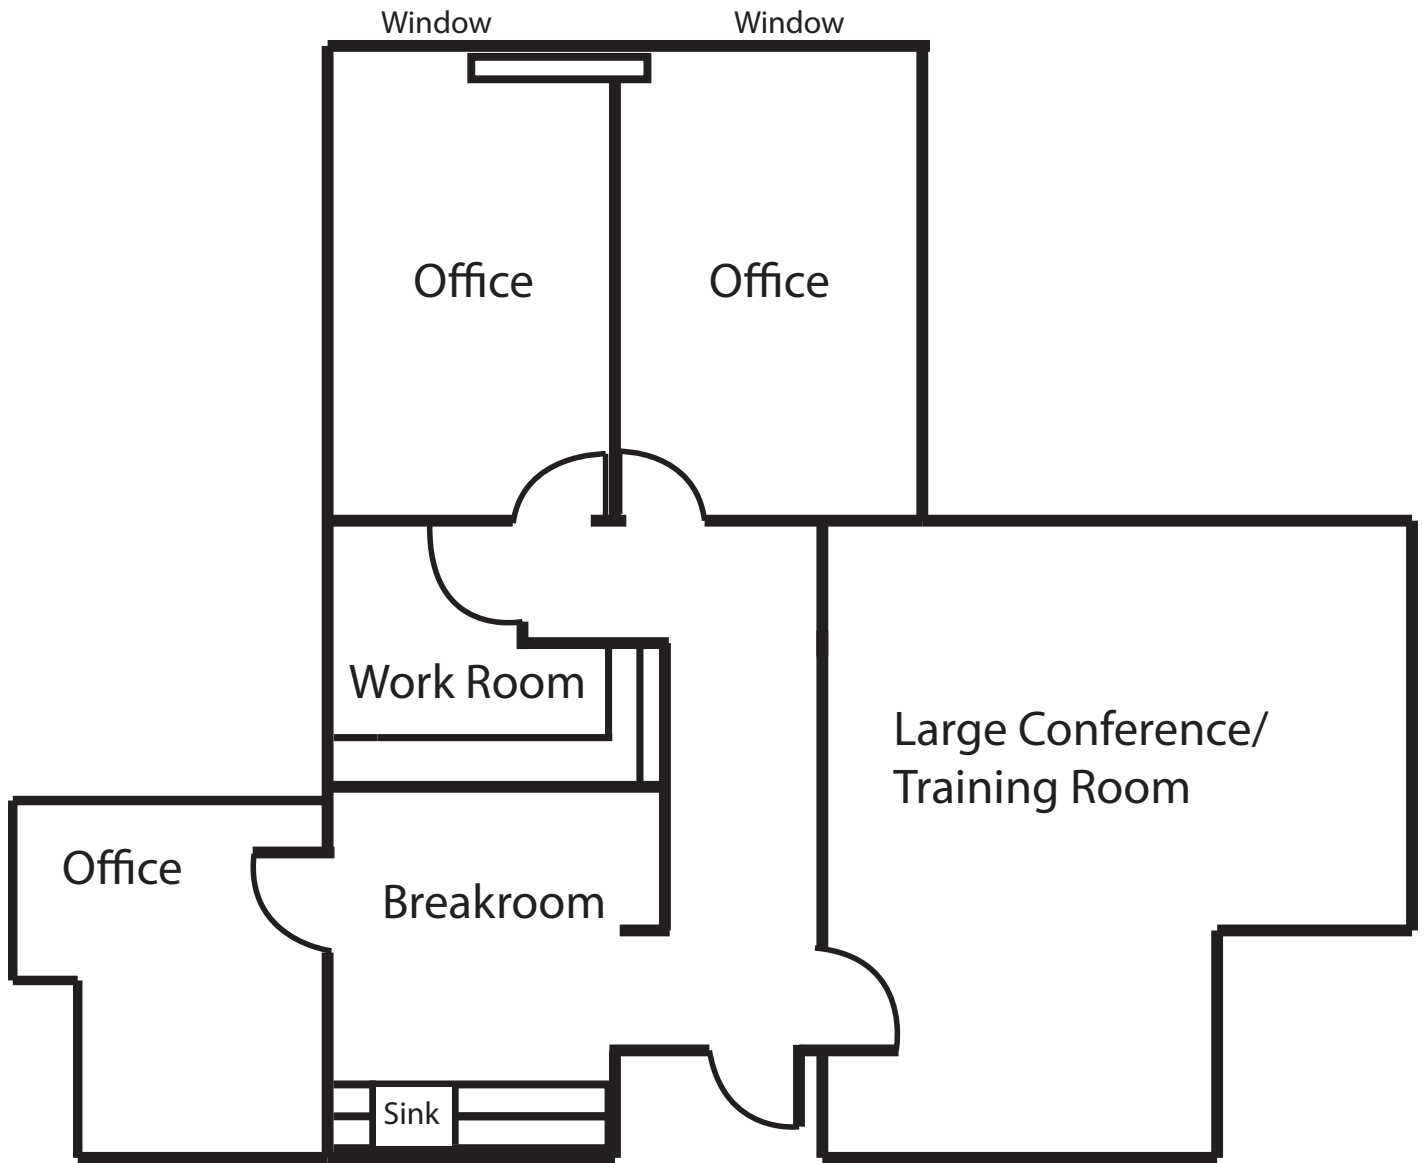 Window
Window
Office
Office
Work Room
Large Conference/
Training Room
Office
Breakroom
Sink